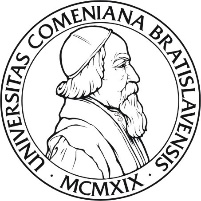 UNIVERSITAS COMENIANA BRATISLAVENSIS
· MCMXIX ·